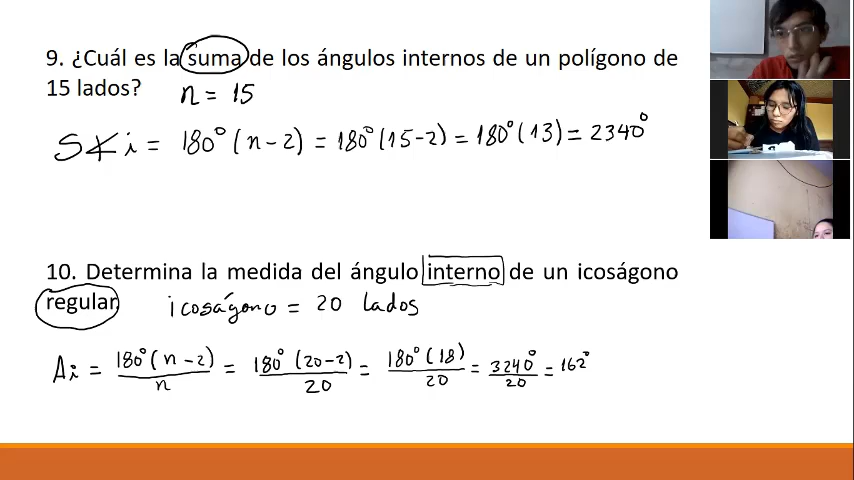 9. ¿Cuál es la suma de los ángulos internos de un polígono de
15 lados?
n = 15
S∢i = 180° (n - 2) = 180° (15 - 2) = 180° (13) = 2340°
10. Determina la medida del ángulo interno de un icoságono
regular.
icoságono = 20 lados
Ai = 180° (n - 2) / n = 180° (20 - 2) / 20 = 180° (18) / 20 = 3240° / 20 = 162°